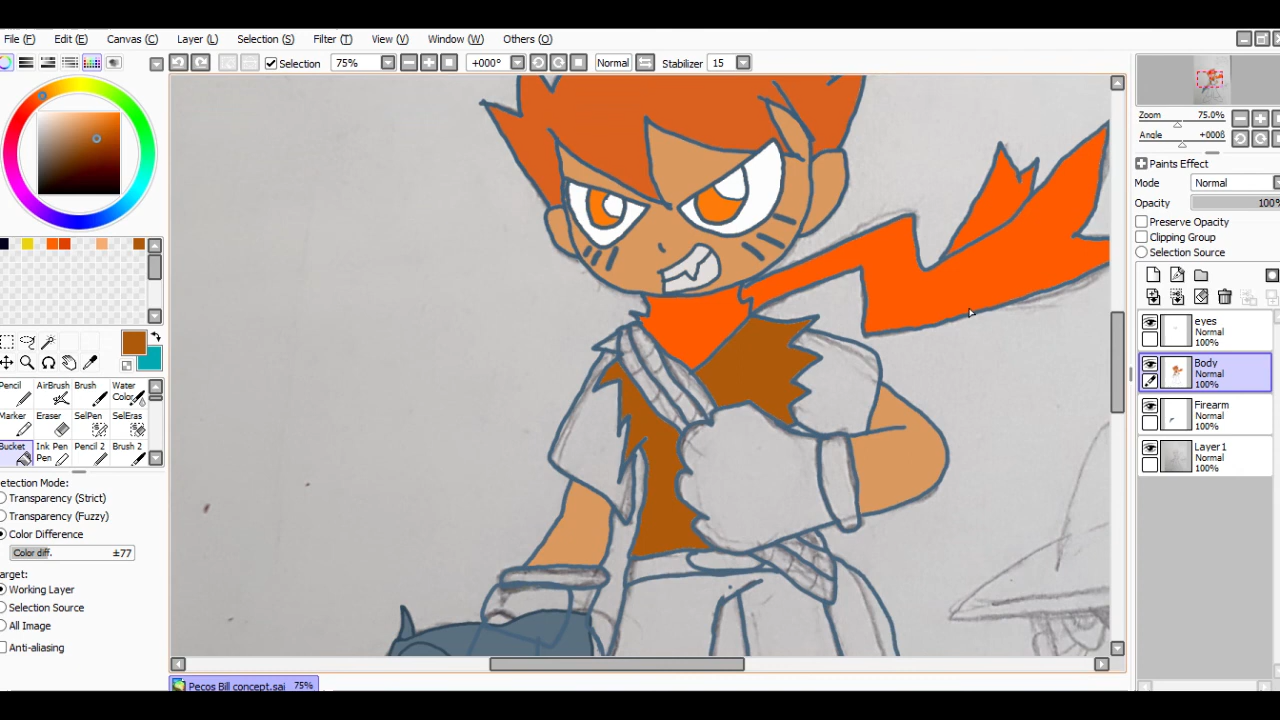 File (F) Edit (E) Canvas (C) Layer (L) Selection (S) Filter (T) View (V) Window (W) Others (O)
Selection 75% +000° Normal Stabilizer 15
Zoom 75.0%
Angle +000ß
Paints Effect
Mode Normal
Opacity 100%
Preserve Opacity
Clipping Group
Selection Source
eyes
Normal
100%
Body
Normal
100%
Firearm
Normal
100%
Layer1
Normal
100%
Pencil AirBrush Brush Water Color
Marker Eraser SelPen SelEras
Bucket Ink Pen Pen Pencil 2 Brush 2
etection Mode:
Transparency (Strict)
Transparency (Fuzzy)
Color Difference
Color diff. ±77
arget:
Working Layer
Selection Source
All Image
Anti-aliasing
Pecos Bill concept.sai 75%